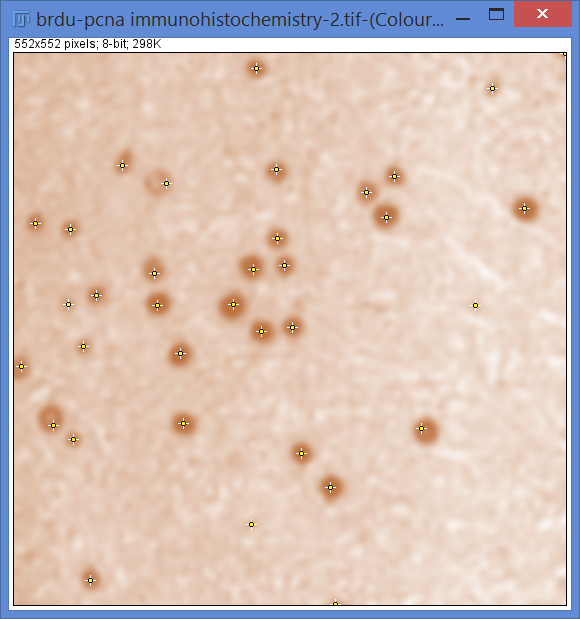 brdu-pcna immunohistochemistry-2.tif-(Colour...
552x552 pixels; 8-bit; 298K